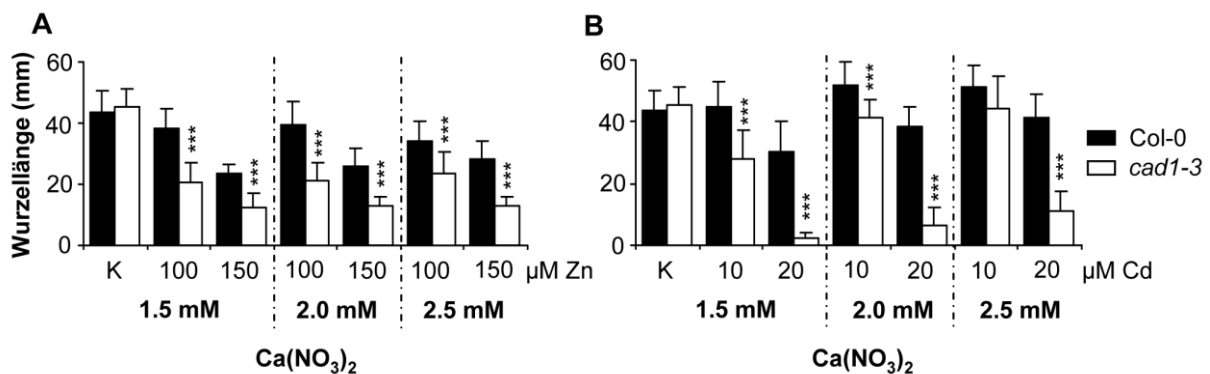 A
Wurzellänge (mm)
60
40
20
0
***
***
***
***
***
***
K 100 150 100 150 100 150 µM Zn
1.5 mM 2.0 mM 2.5 mM
Ca(NO3)2
B
60
40
20
0
***
***
***
***
***
K 10 20 10 20 10 20 µM Cd
1.5 mM 2.0 mM 2.5 mM
Ca(NO3)2
Col-0
cad1-3